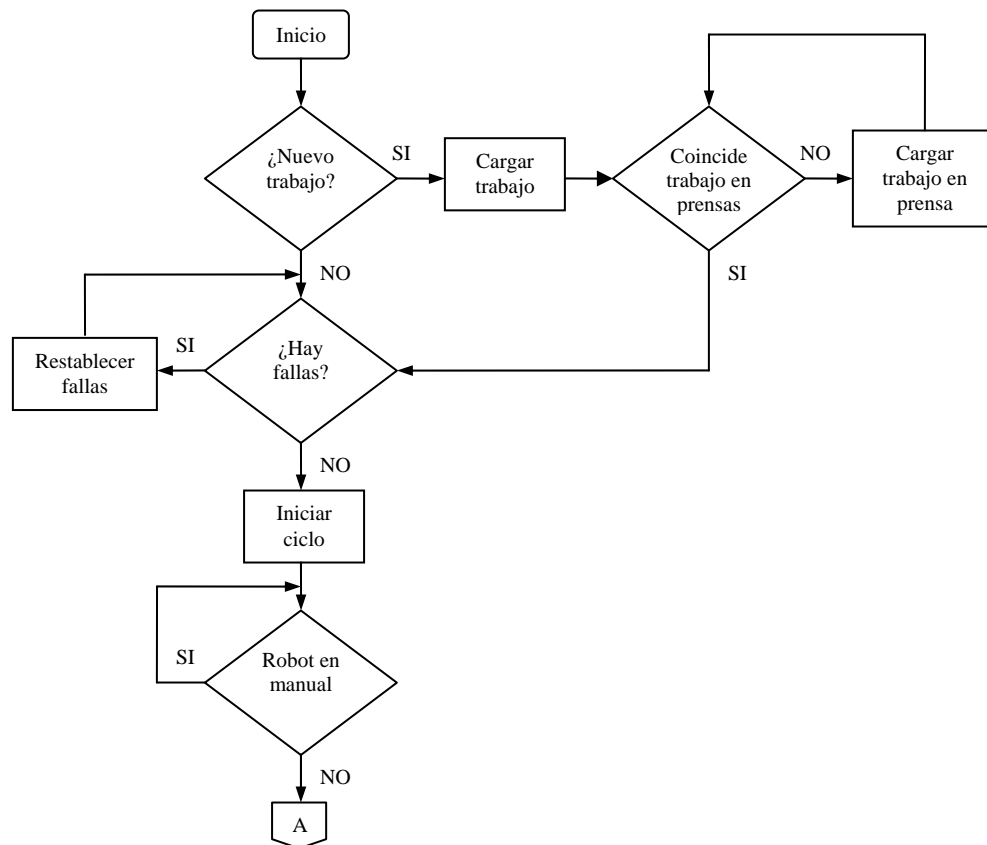 Inicio
¿Nuevo
trabajo?
SI
Cargar
trabajo
Coincide
trabajo en
prensas
NO
Cargar
trabajo en
prensa
NO
SI
Restablecer
fallas
SI
¿Hay
fallas?
NO
Iniciar
ciclo
SI
Robot en
manual
NO
A